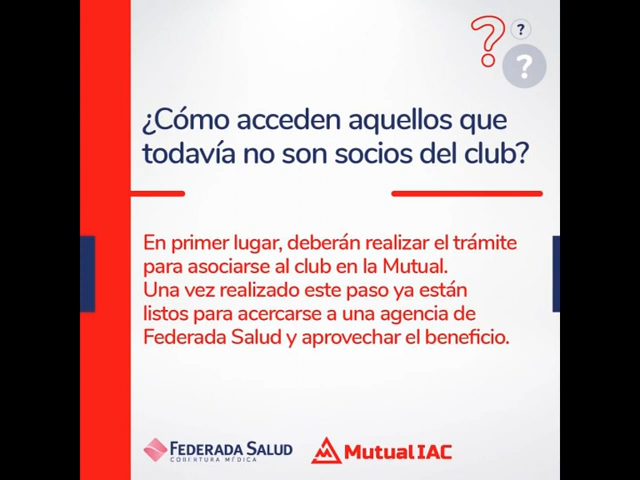 ? ? ?
¿Cómo acceden aquellos que
todavía no son socios del club?
En primer lugar, deberán realizar el trámite
para asociarse al club en la Mutual.
Una vez realizado este paso ya están
listos para acercarse a una agencia de
Federada Salud y aprovechar el beneficio.
FEDERADA SALUD
COBERTURA MÉDICA
Mutual IAC